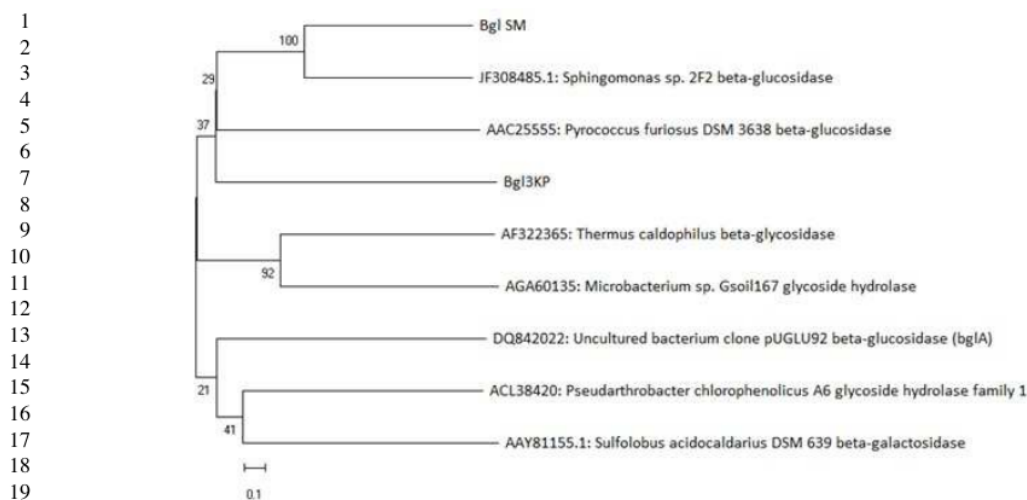 1
Bgl SM
2
100
3
JF308485.1: Sphingomonas sp. 2F2 beta-glucosidase
29
4
5
37
AAC25555: Pyrococcus furiosus DSM 3638 beta-glucosidase
6
7
Bgl3KP
8
9
AF322365: Thermus caldophilus beta-glycosidase
10
92
11
AGA60135: Microbacterium sp. Gsoil167 glycoside hydrolase
12
13
DQ842022: Uncultured bacterium clone pUGLU92 beta-glucosidase (bglA)
14
15
21
ACL38420: Pseudarthrobacter chlorophenolicus A6 glycoside hydrolase family 1
16
41
17
AAY81155.1: Sulfolobus acidocaldarius DSM 639 beta-galactosidase
18
19
0.1